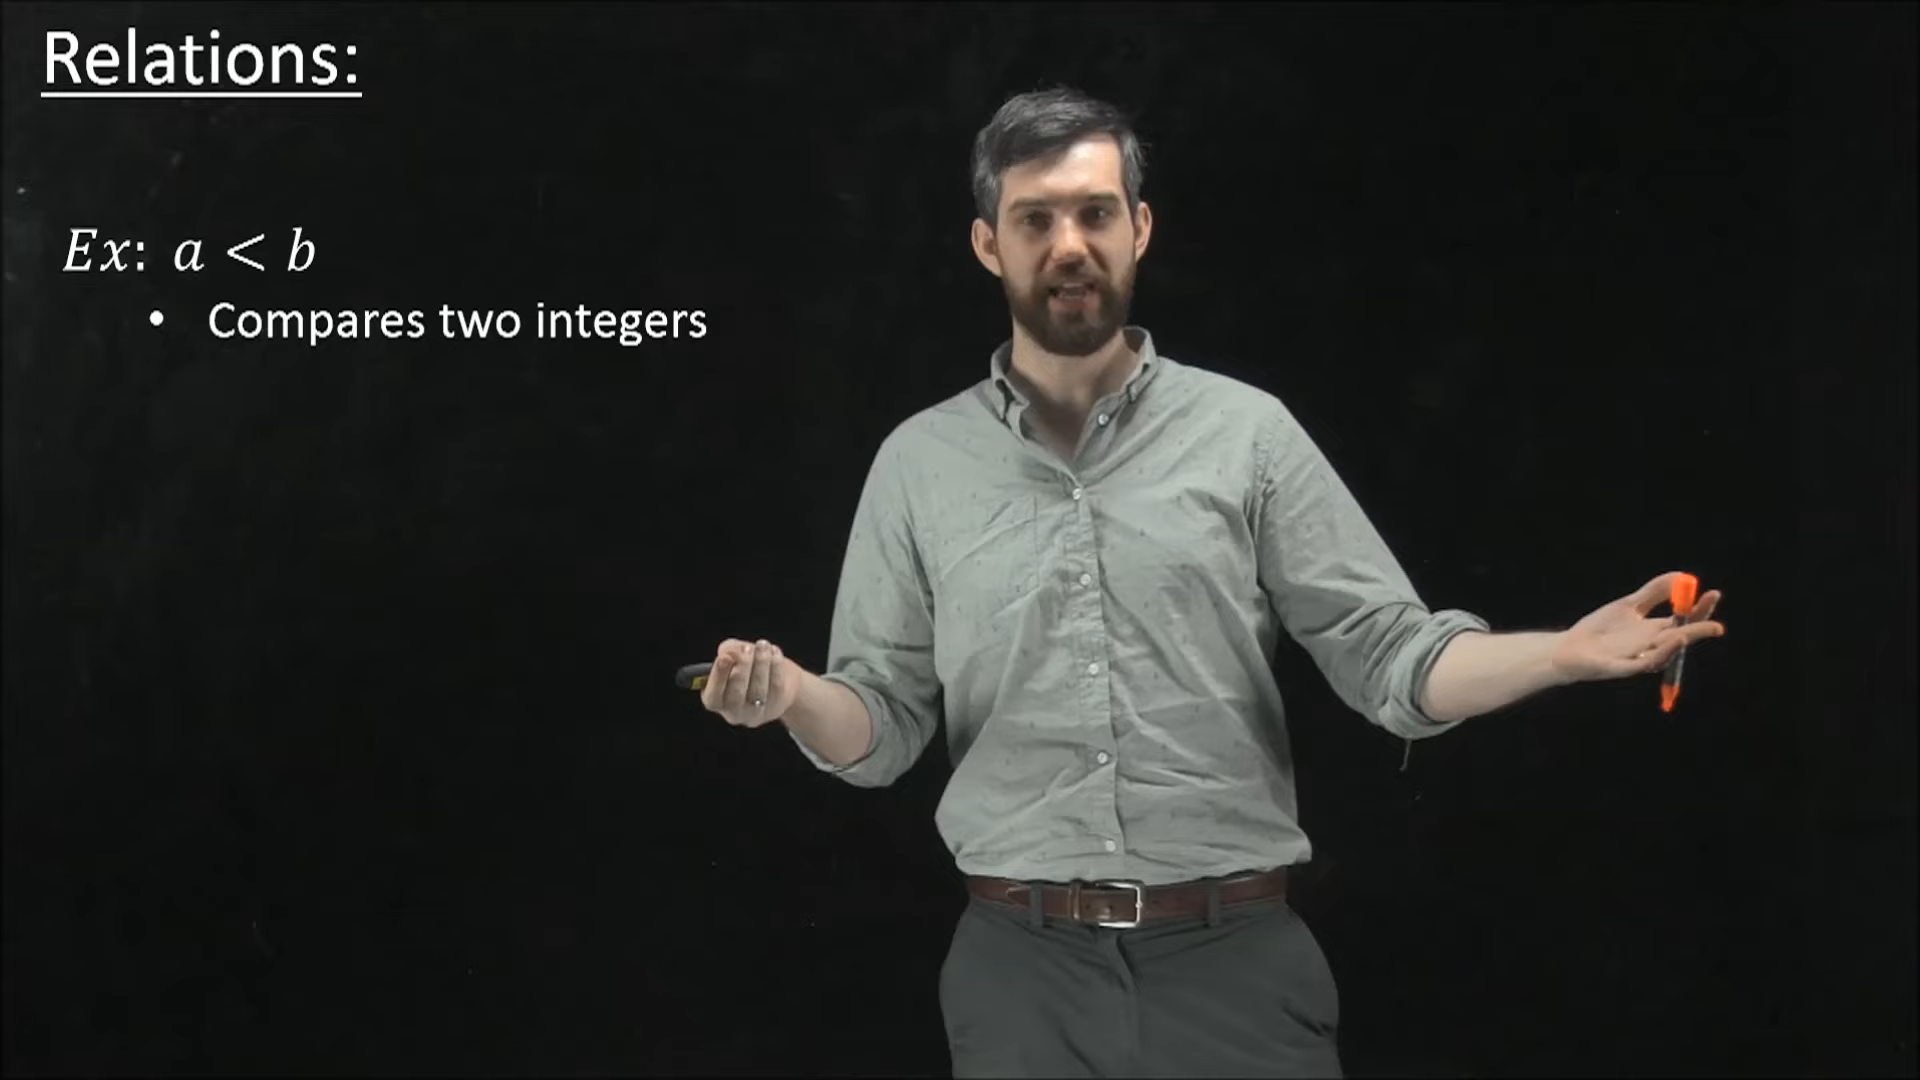 Relations:
Ex: a < b
• Compares two integers